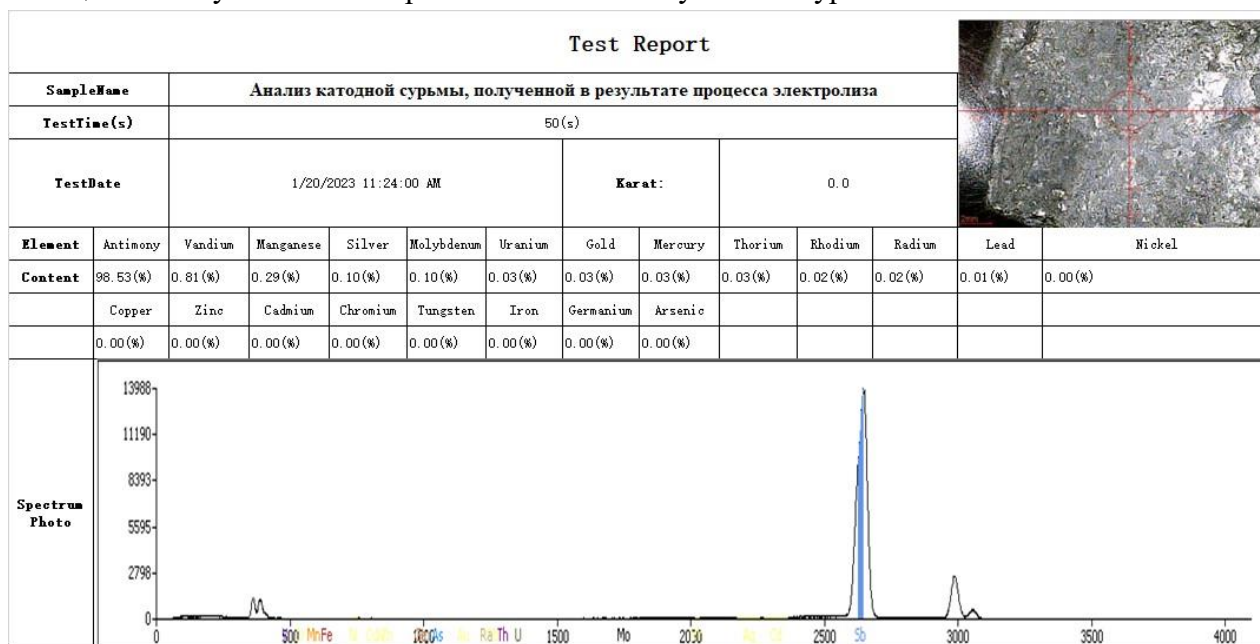 Test Report
SampleName Анализ катодной сурьмы, полученной в результате процесса электролиза
TestTime(s) 50(s)
TestDate 1/20/2023 11:24:00 AM Karat: 0.0
Element Antimony Vandium Manganese Silver Molybdenum Uranium Gold Mercury Thorium Rhodium Radium Lead Nickel
Content 98.53(%) 0.81(%) 0.29(%) 0.10(%) 0.10(%) 0.03(%) 0.03(%) 0.03(%) 0.03(%) 0.02(%) 0.02(%) 0.01(%) 0.00(%)
Copper Zinc Cadmium Chromium Tungsten Iron Germanium Arsenic
0.00(%) 0.00(%) 0.00(%) 0.00(%) 0.00(%) 0.00(%) 0.00(%) 0.00(%)
Spectrum
Photo
13988
11190
8393
5595
2798
0
0 500 MnFe As Ra Th U 1500 Mo 2500 Sb 3000 3500 4000